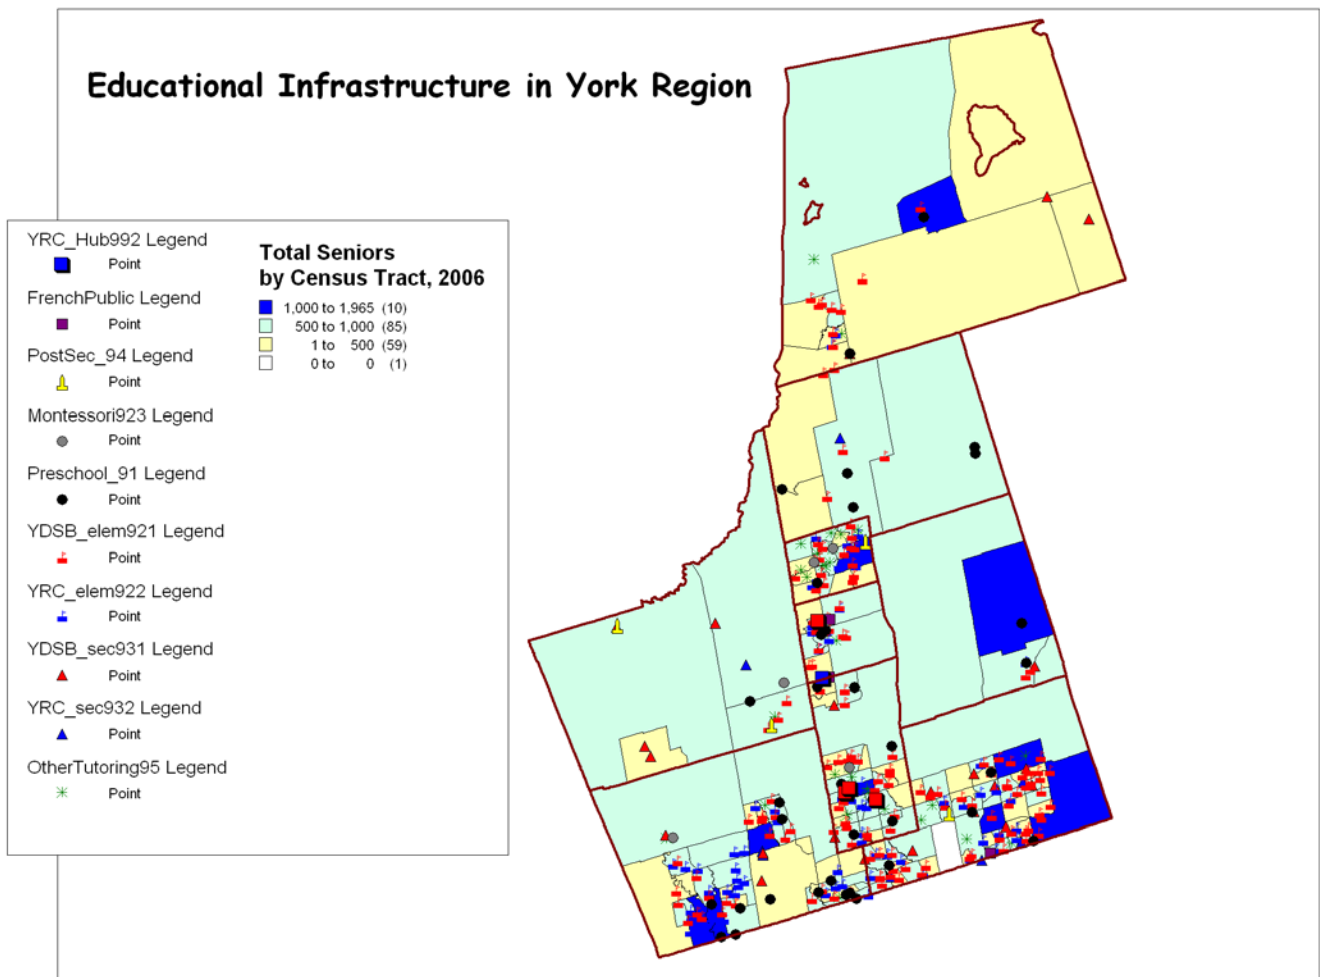 Educational Infrastructure in York Region
YRC_Hub992 Legend
Point
FrenchPublic Legend
Point
PostSec_94 Legend
Point
Montessori923 Legend
Point
Preschool_91 Legend
Point
YDSB_elem921 Legend
Point
YRC_elem922 Legend
Point
YDSB_sec931 Legend
Point
YRC_sec932 Legend
Point
OtherTutoring95 Legend
Point
Total Seniors
by Census Tract, 2006
1,000 to 1,965 (10)
500 to 1,000 (85)
1 to 500 (59)
0 to 0 (1)